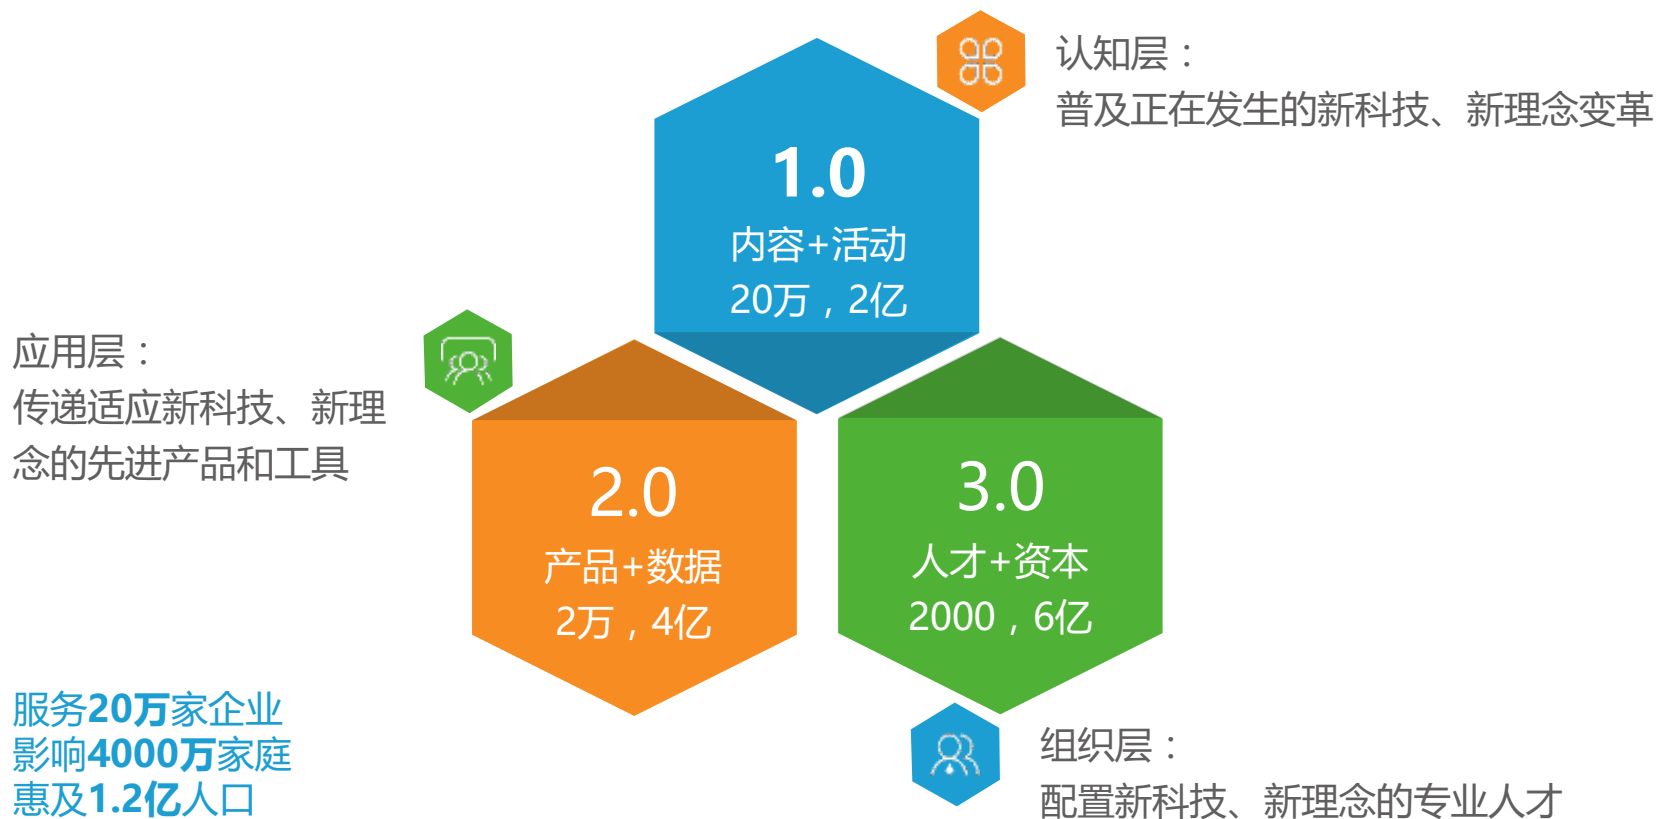 认知层：
普及正在发生的新科技、新理念变革
1.0
内容+活动
20万，2亿
应用层：
传递适应新科技、新理
念的先进产品和工具
2.0
产品+数据
2万，4亿
3.0
人才+资本
2000，6亿
服务20万家企业
影响4000万家庭
惠及1.2亿人口
组织层：
配置新科技、新理念的专业人才